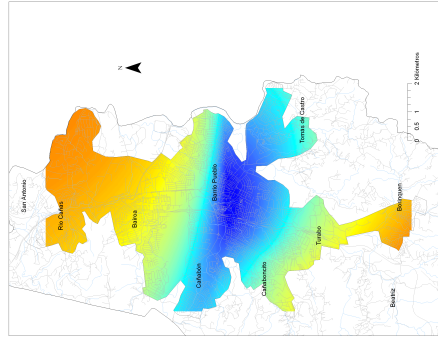 N
San Antonio
Río Cañas
Bairoa
Cañabón
Barrio Pueblo
Tomás de Castro
Cañaboncito
Turabo
Borinquen
Beatriz
0 0.5 1 2 Kilometros